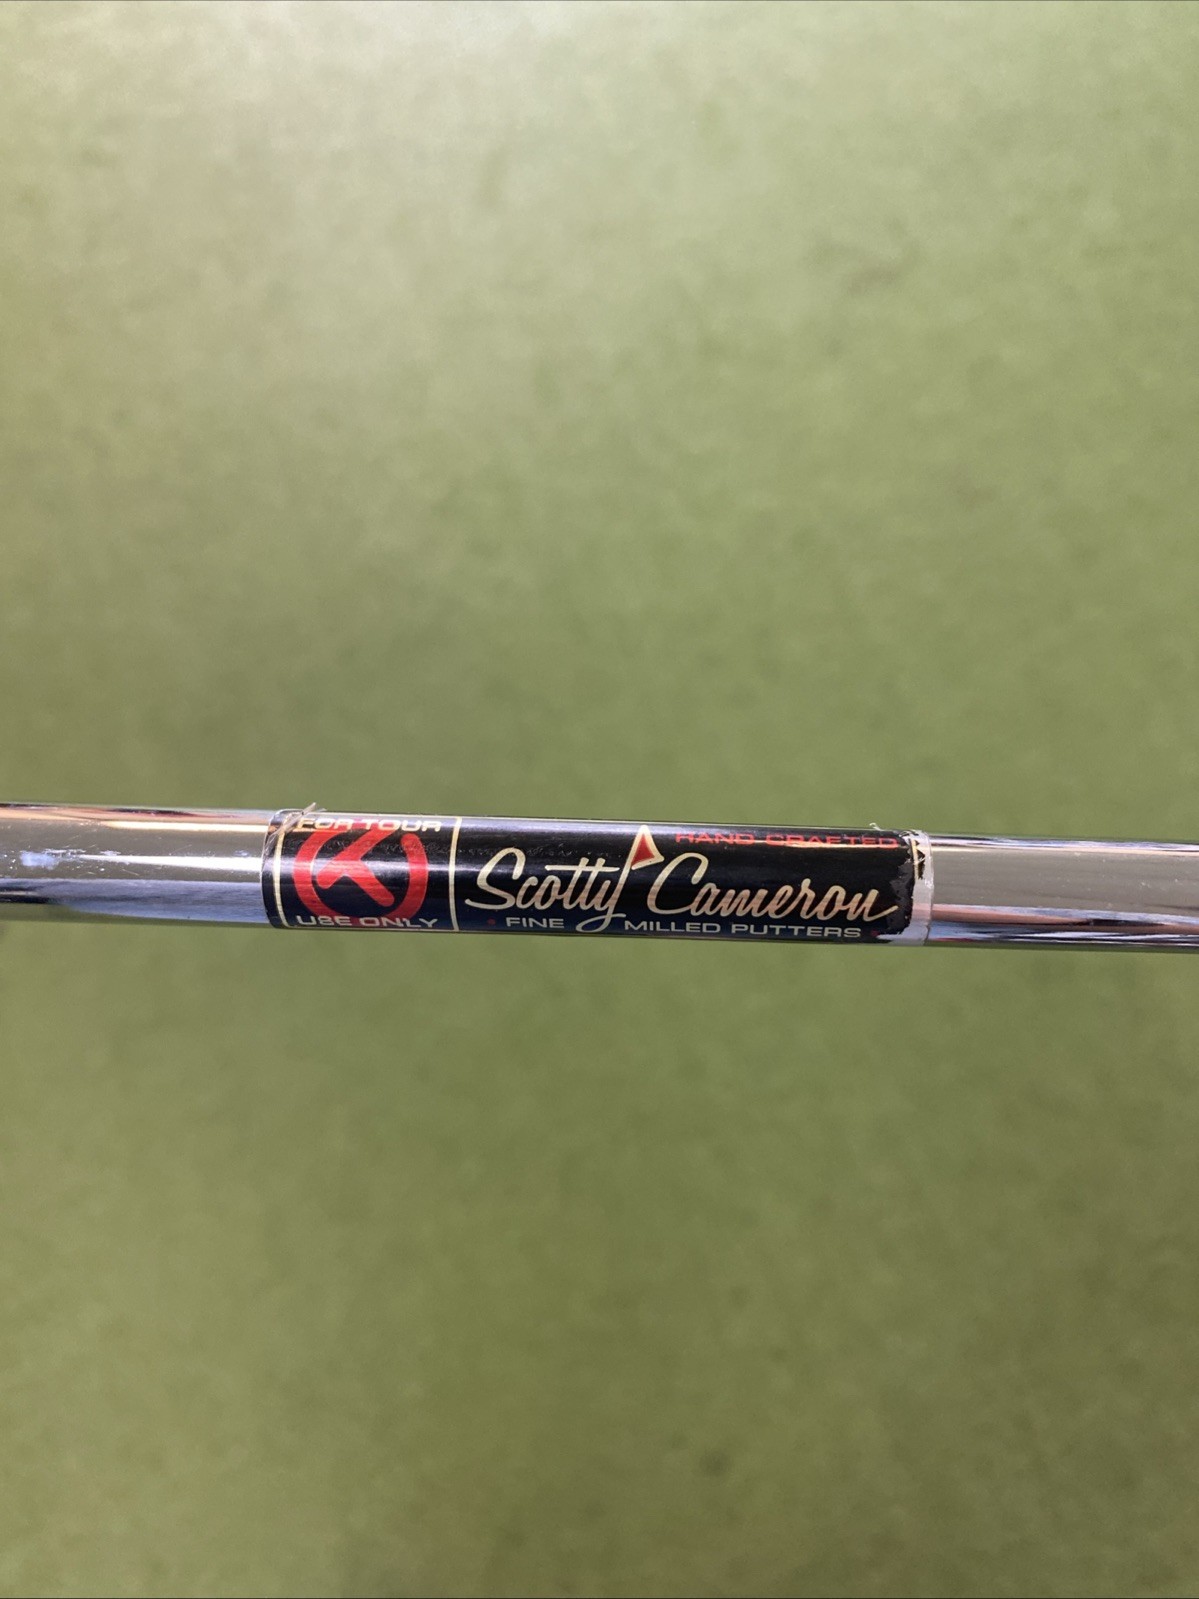 FOR TOUR
USE ONLY
HAND-CRAFTED
Scotty Cameron
FINE MILLED PUTTERS